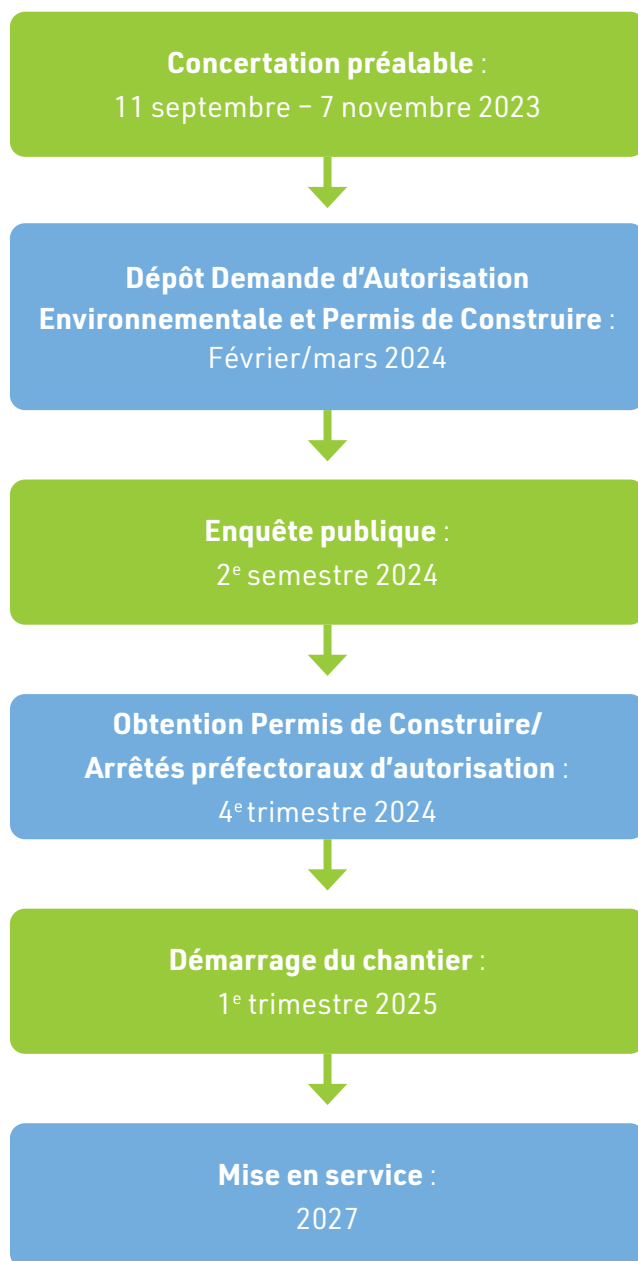 Concertation préalable :
11 septembre – 7 novembre 2023
Dépôt Demande d'Autorisation
Environnementale et Permis de Construire :
Février/mars 2024
Enquête publique :
2e semestre 2024
Obtention Permis de Construire/
Arrêtés préfectoraux d'autorisation :
4e trimestre 2024
Démarrage du chantier :
1e trimestre 2025
Mise en service :
2027